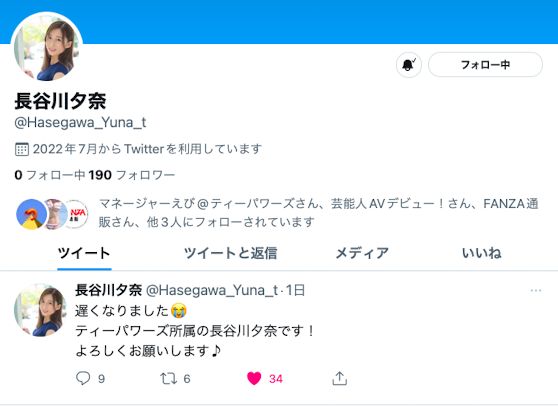 フォロー中
長谷川夕奈
@Hasegawa_Yuna_t
2022年7月からTwitterを利用しています
0 フォロー中 190 フォロワー
マネージャーえび@ティーパワーズさん、芸能人AVデビュー！さん、FANZA通
販さん、他3人にフォローされています
ツイート ツイートと返信 メディア いいね
長谷川夕奈 @Hasegawa_Yuna_t · 1日
遅くなりました😭
ティーパワーズ所属の長谷川夕奈です！
よろしくお願いします♪
9 6 34